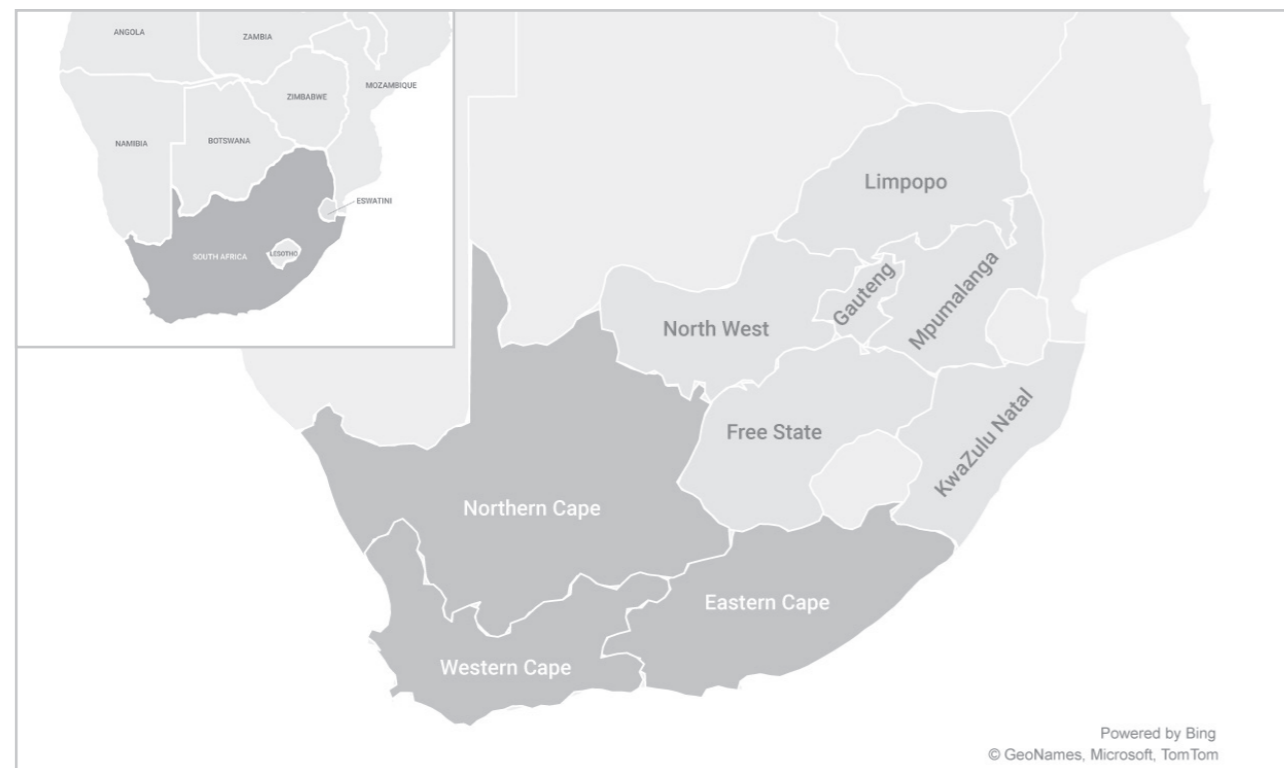 ANGOLA
ZAMBIA
MOZAMBIQUE
ZIMBABWE
NAMIBIA
BOTSWANA
ESWATINI
SOUTH AFRICA
LESOTHO
Limpopo
Gauteng
Mpumalanga
North West
Free State
KwaZulu Natal
Northern Cape
Eastern Cape
Western Cape
Powered by Bing
© GeoNames, Microsoft, TomTom